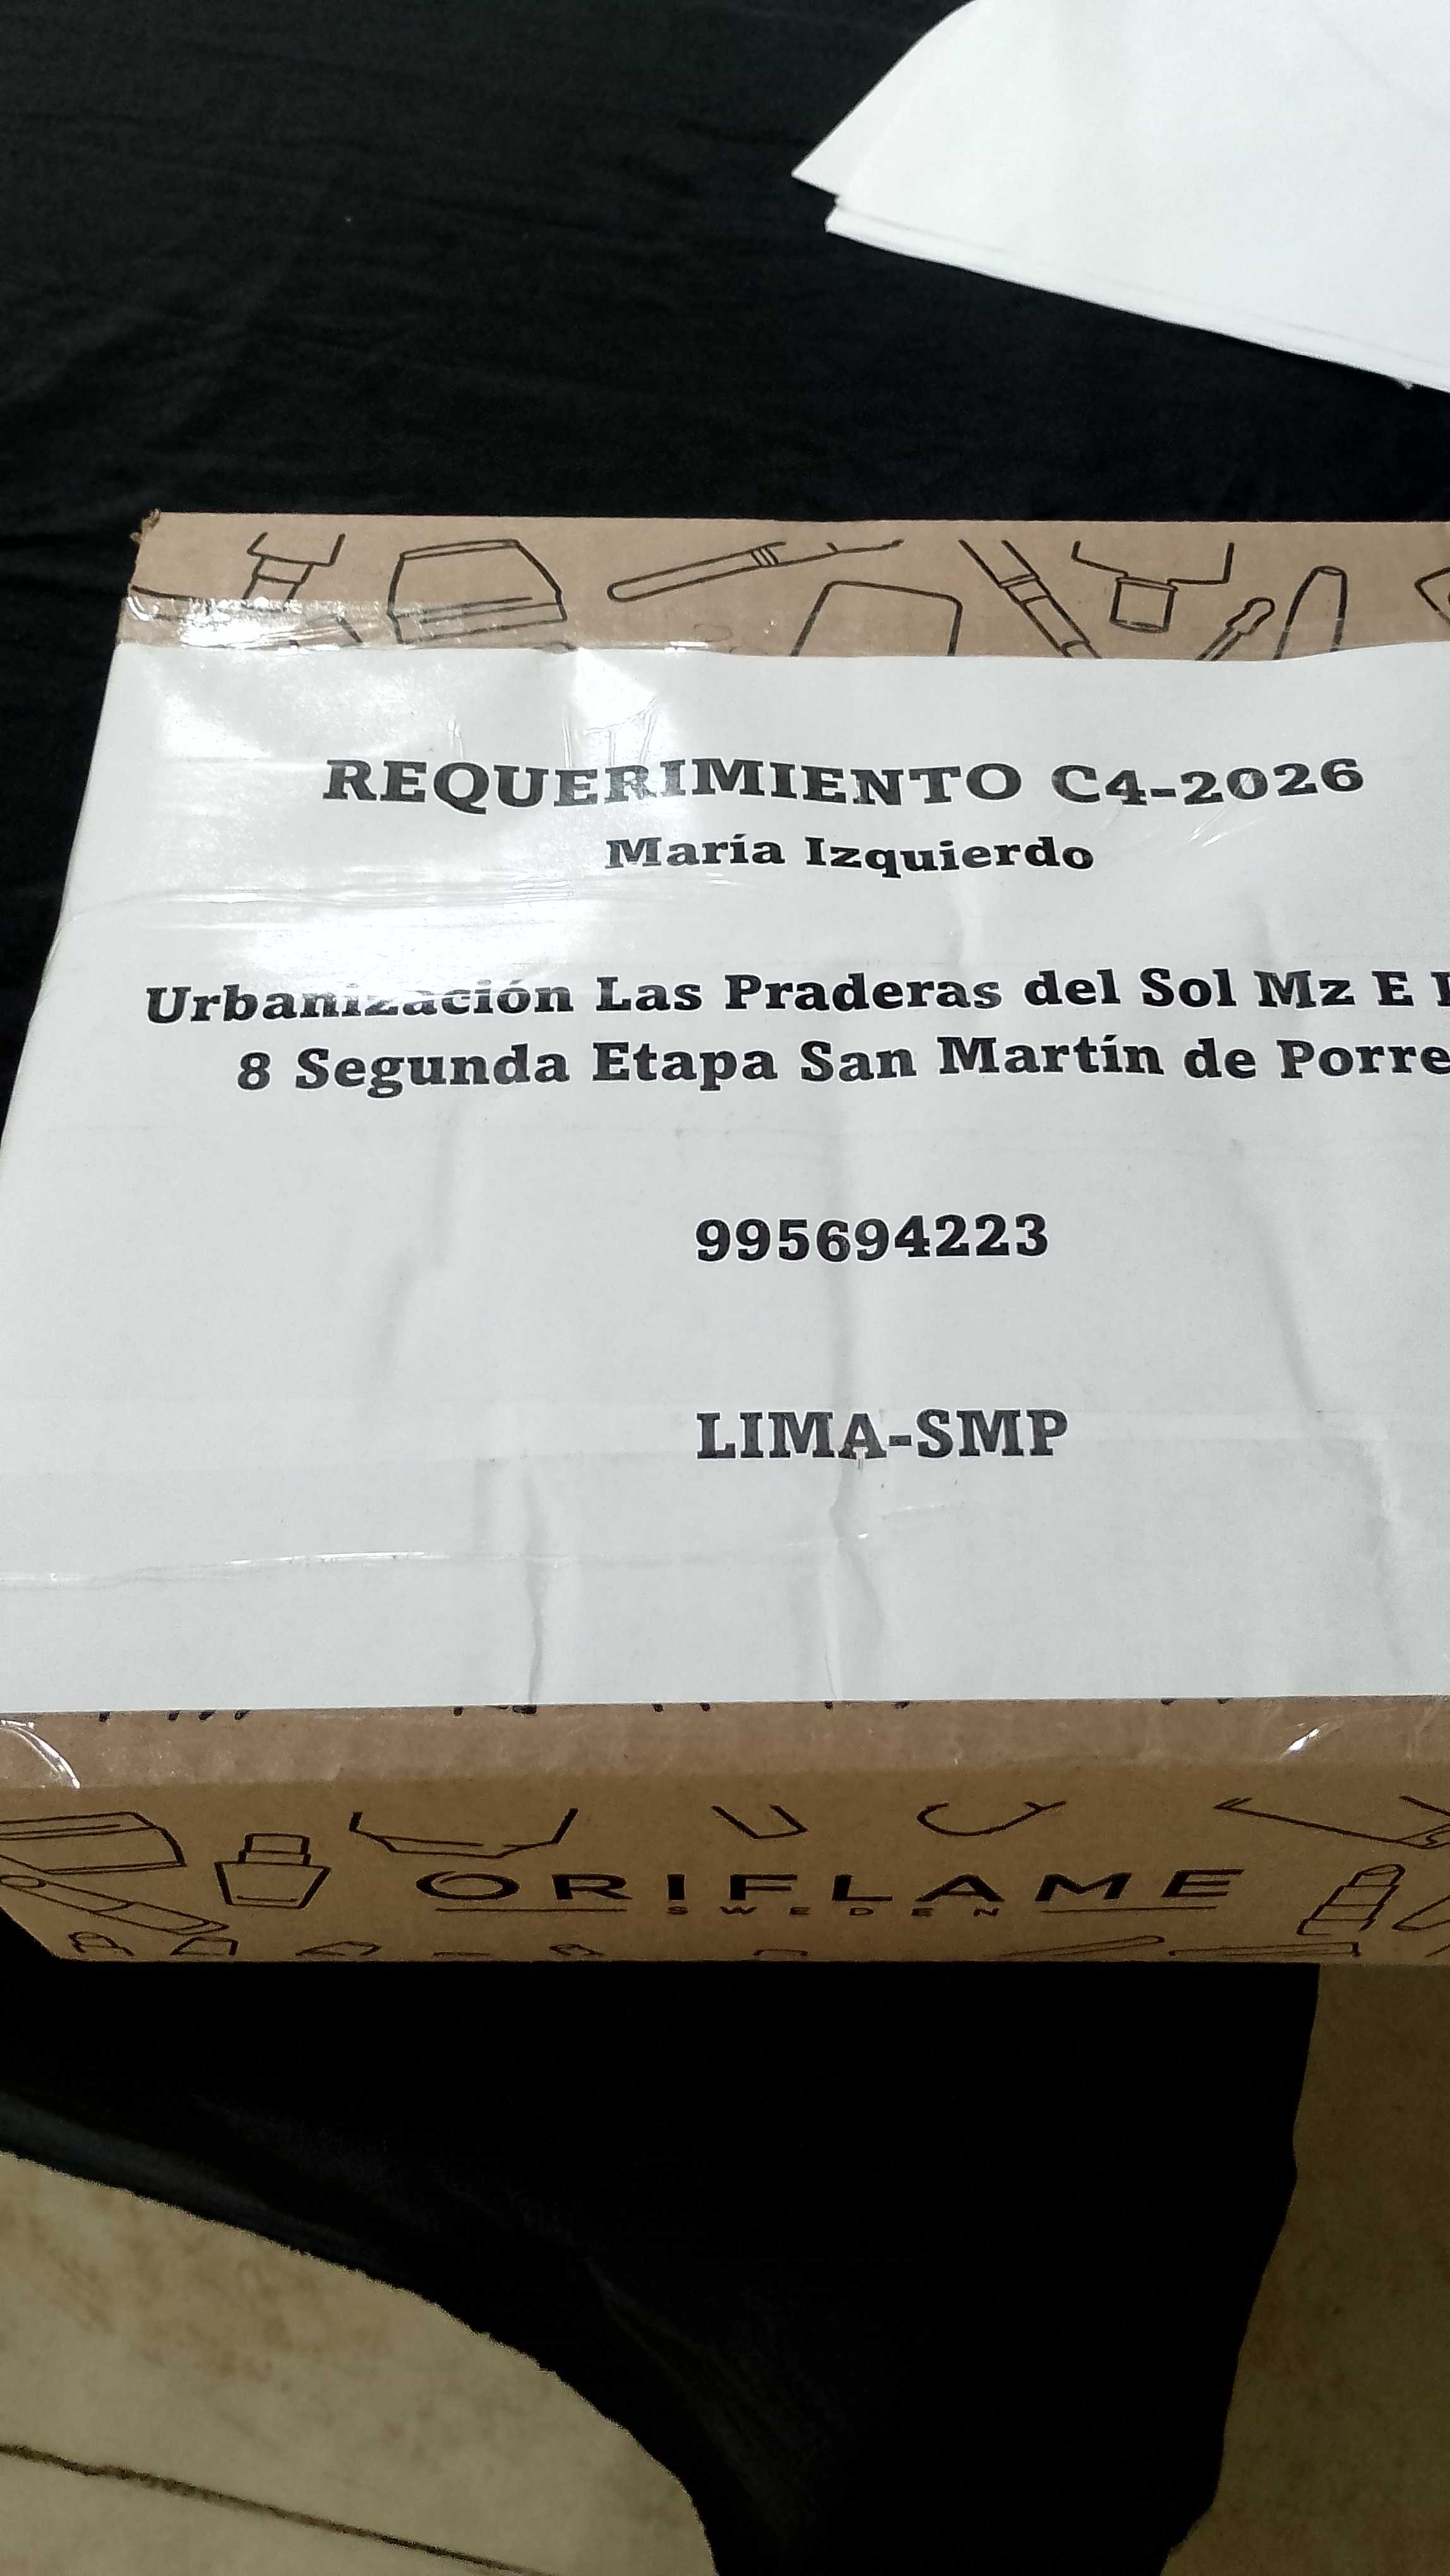 REQUERIMIENTO C4-2026
María Izquierdo
Urbanización Las Praderas del Sol Mz E
8 Segunda Etapa San Martín de Porre
995694223
LIMA-SMP
ORIFLAME
SWEDEN